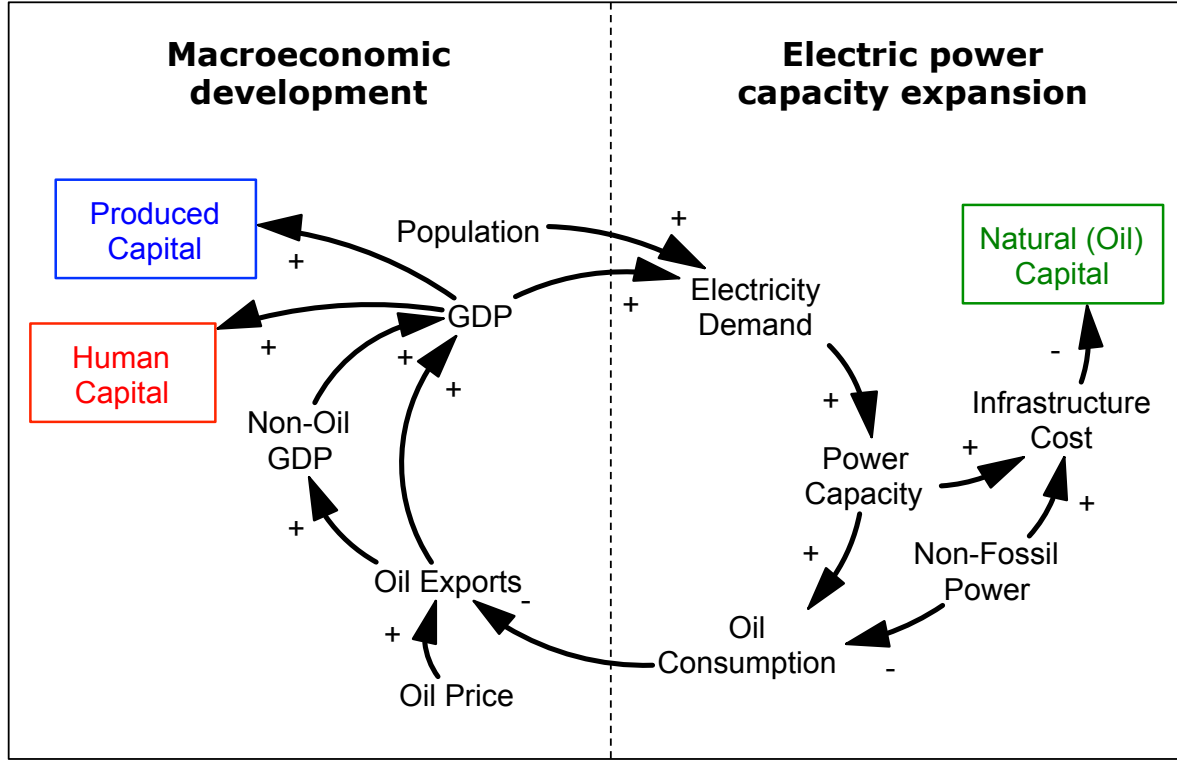 Macroeconomic
development
Electric power
capacity expansion
Produced
Capital
Population
+
+
Natural (Oil)
Capital
+
GDP
+
Electricity
Demand
Human
Capital
+
+
+
-
Non-Oil
GDP
+
Infrastructure
Cost
Power
Capacity
+
+
+
+
Non-Fossil
Power
Oil Exports
-
+
Oil
Consumption
-
Oil Price